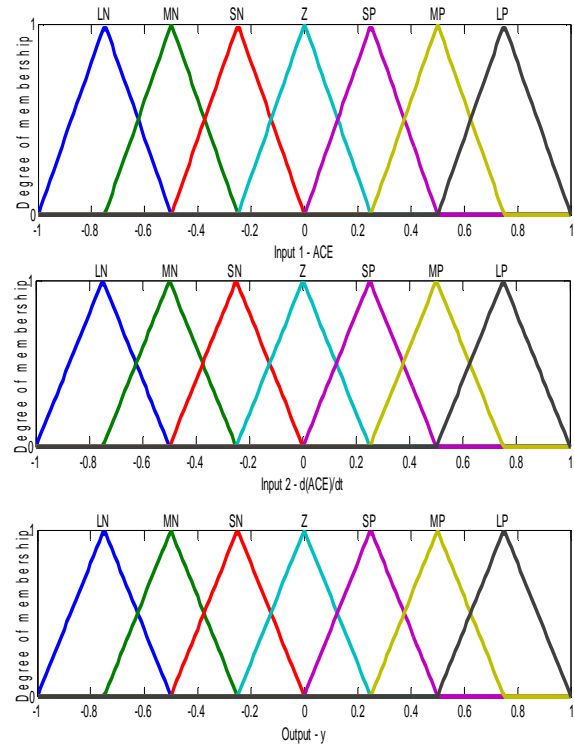 LN MN SN Z SP MP LP
1
Degree of membership
0
-1 -0.8 -0.6 -0.4 -0.2 0 0.2 0.4 0.6 0.8 1
Input 1 - ACE
LN MN SN Z SP MP LP
1
Degree of membership
0
-1 -0.8 -0.6 -0.4 -0.2 0 0.2 0.4 0.6 0.8 1
Input 2 - d(ACE)/dt
LN MN SN Z SP MP LP
1
Degree of membership
0
-1 -0.8 -0.6 -0.4 -0.2 0 0.2 0.4 0.6 0.8 1
Output - y